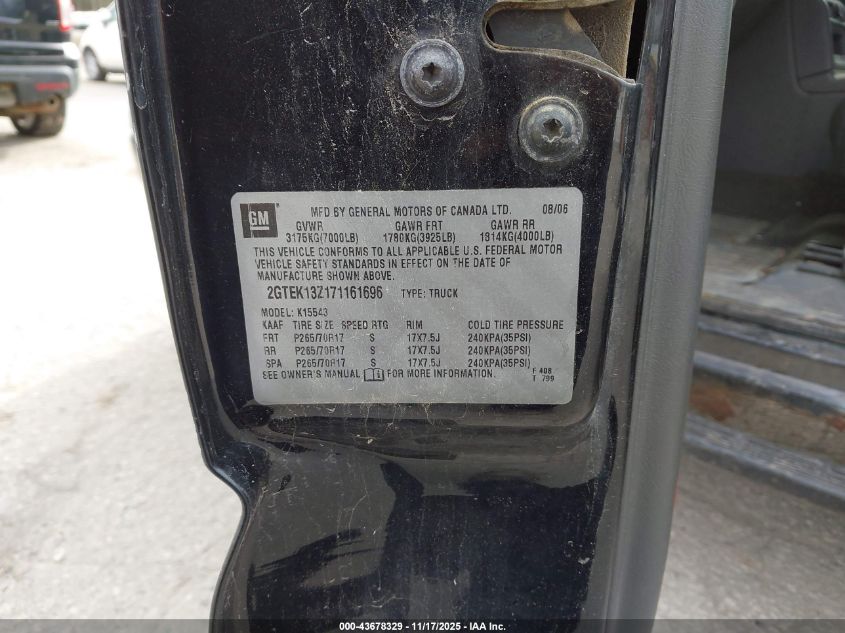 GM
MFD BY GENERAL MOTORS OF CANADA LTD. 08/06
GVWR GAWR FRT GAWR RR
3175KG(7000LB) 1780KG(3925LB) 1814KG(4000LB)
THIS VEHICLE CONFORMS TO ALL APPLICABLE U.S. FEDERAL MOTOR
VEHICLE SAFETY STANDARDS IN EFFECT ON THE DATE OF
MANUFACTURE SHOWN ABOVE.
2GTEK13Z171161696 TYPE: TRUCK
MODEL: K15543
KAAF TIRE SIZE SPEED RTG RIM COLD TIRE PRESSURE
FRT P265/70R17 S 17X7.5J 240KPA(35PSI)
RR P265/70R17 S 17X7.5J 240KPA(35PSI)
SPA P265/70R17 S 17X7.5J 240KPA(35PSI)
SEE OWNER'S MANUAL FOR MORE INFORMATION. F 408
T 799
000-43678329 - 11/17/2025 - IAA Inc.